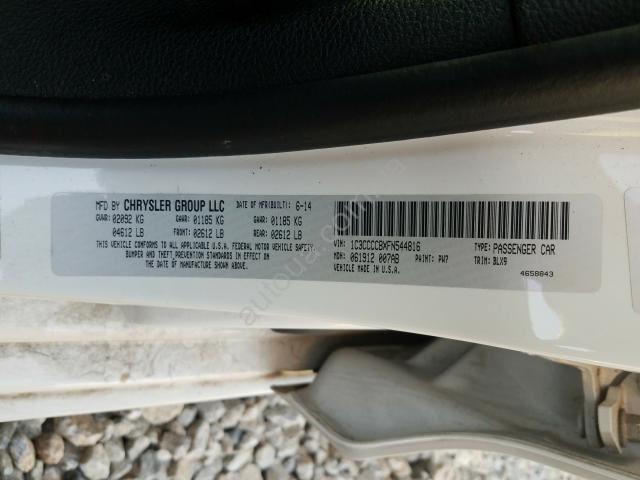 MFD BY CHRYSLER GROUP LLC DATE OF MFR(BUILT): 6-14
GVWR: 02092 KG GAWR: 01185 KG GAWR: 01185 KG
04612 LB FRONT: 02612 LB REAR: 02612 LB
THIS VEHICLE CONFORMS TO ALL APPLICABLE U.S.A. FEDERAL MOTOR VEHICLE SAFETY,
BUMPER AND THEFT PREVENTION STANDARDS IN EFFECT ON THE
DATE OF MANUFACTURE SHOWN ABOVE.
VIN: 1C3CCCCBXFN544816 TYPE: PASSENGER CAR
MDH: 061912 007AB PAINT: PW7 TRIM: BLX9
MADE IN U.S.A. 4658843